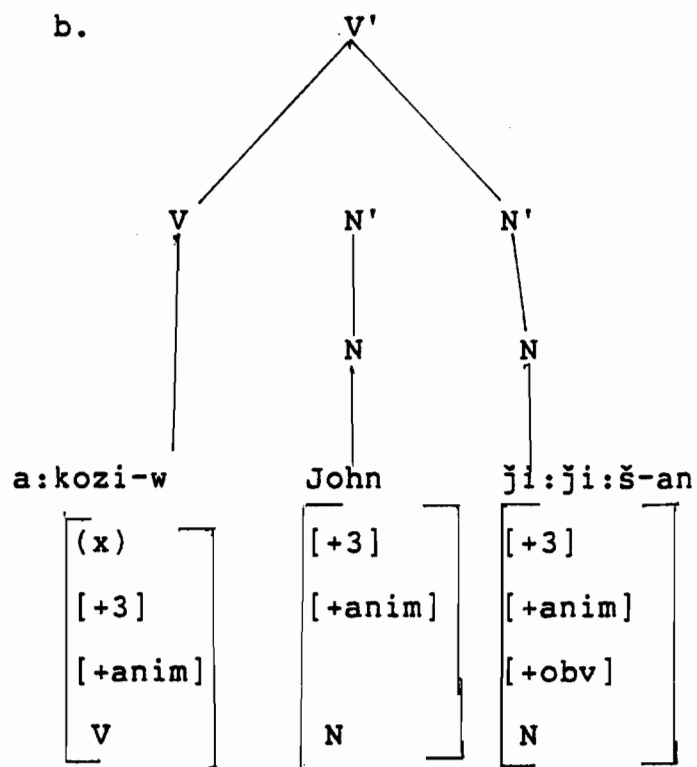 b. V'
V N' N'
N N
a:kozi-w John ǰi:ǰi:š-an
(x) [+3] [+3]
[+3] [+anim] [+anim]
[+anim] [+obv]
V N N